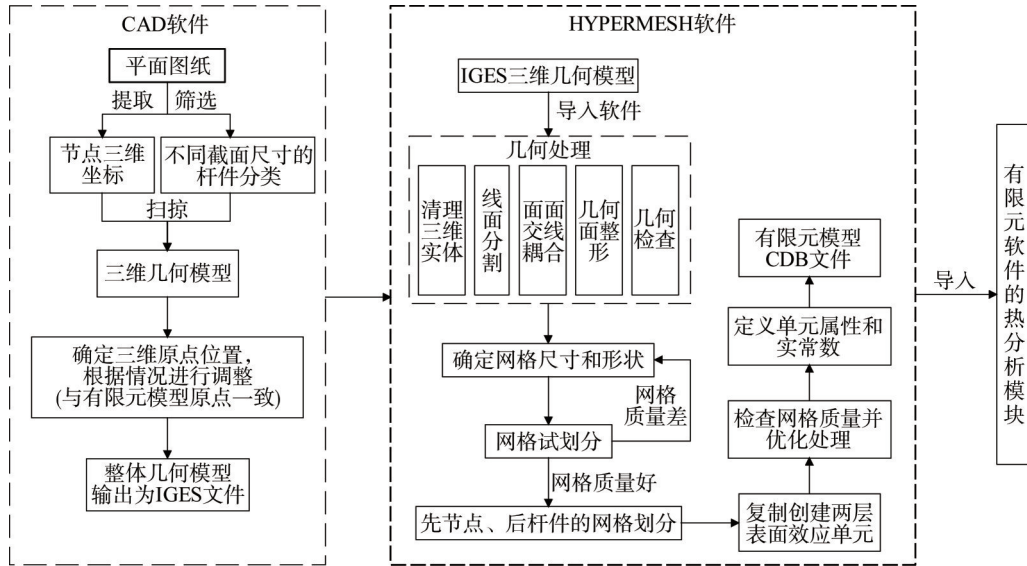 CAD软件
平面图纸
提取
筛选
节点三维
坐标
不同截面尺寸的
杆件分类
扫掠
三维几何模型
确定三维原点位置，
根据情况进行调整
(与有限元模型原点一致)
整体几何模型
输出为IGES文件
HYPERMESH软件
IGES三维几何模型
导入软件
几何处理
清理
三维
实体
线
面
分
割
面面
交线
耦合
几何
面整
形
几何
检查
确定网格尺寸和形状
网格
质量差
网格试划分
网格质量好
先节点、后杆件的网格划分
复制创建两层
表面效应单元
检查网格质量并
优化处理
定义单元属性和
实常数
有限元模型
CDB文件
导入
有限元软件的热分析模块